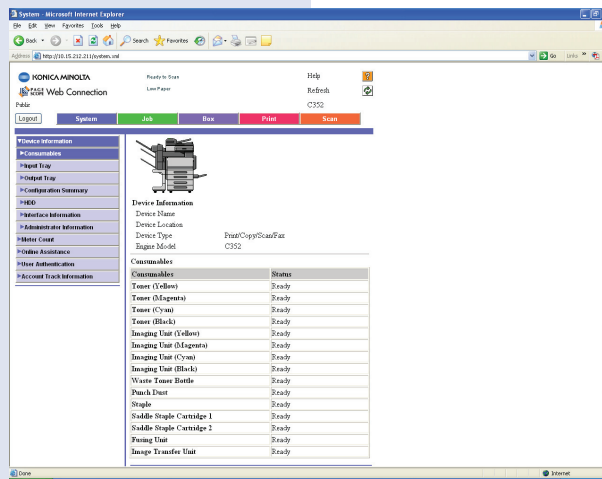 System - Microsoft Internet Explorer
File Edit View Favorites Tools Help
Back Search Favorites
Address http://10.15.212.211/system.xml Go Links
KONICA MINOLTA Ready to Scan Help
PAGE SCOPE Web Connection Low Paper Refresh
Public C352
Logout System Job Box Print Scan
Device Information
Consumables
Input Tray
Output Tray
Configuration Summary
HDD
Interface Information
Administrator Information
Meter Count
Online Assistance
User Authentication
Account Track Information
Device Information
Device Name
Device Location
Device Type Print/Copy/Scan/Fax
Engine Model C352
Consumables
Consumables Status
Toner (Yellow) Ready
Toner (Magenta) Ready
Toner (Cyan) Ready
Toner (Black) Ready
Imaging Unit (Yellow) Ready
Imaging Unit (Magenta) Ready
Imaging Unit (Cyan) Ready
Imaging Unit (Black) Ready
Waste Toner Bottle Ready
Punch Dust Ready
Staple Ready
Saddle Staple Cartridge 1 Ready
Saddle Staple Cartridge 2 Ready
Fusing Unit Ready
Image Transfer Unit Ready
Done Internet